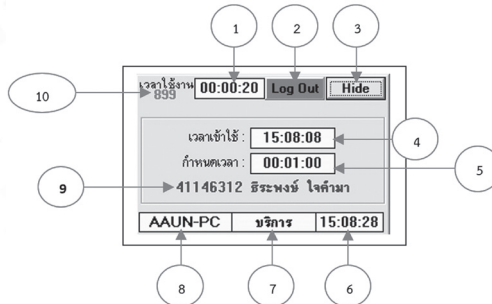 1 2 3
เวลาใช้งาน 00:00:20 Log Out Hide
10 899
เวลาเข้าใช้ : 15:08:08 4
กำหนดเวลา : 00:01:00 5
9 41146312 ธีระพงษ์ ใจคำมา
AAUN-PC บริการ 15:08:28
8 7 6